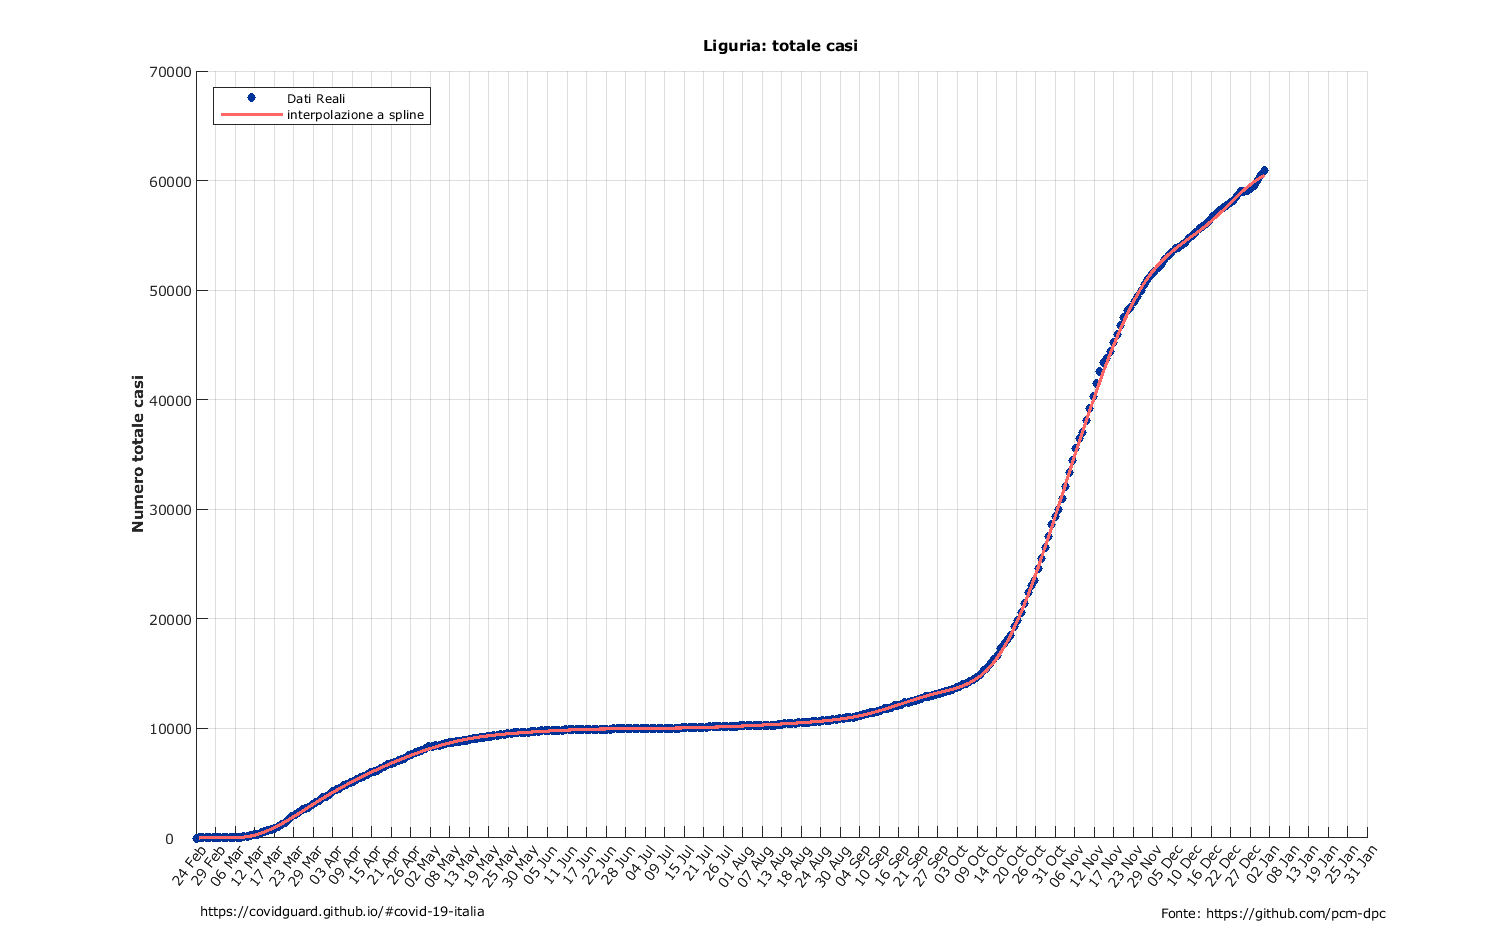 Liguria: totale casi
Dati Reali
interpolazione a spline
Numero totale casi
70000
60000
50000
40000
30000
20000
10000
0
24 Feb
29 Feb
06 Mar
12 Mar
17 Mar
23 Mar
29 Mar
03 Apr
09 Apr
15 Apr
21 Apr
26 Apr
02 May
08 May
13 May
19 May
25 May
30 May
05 Jun
11 Jun
17 Jun
22 Jun
28 Jun
04 Jul
09 Jul
15 Jul
21 Jul
26 Jul
01 Aug
07 Aug
13 Aug
18 Aug
24 Aug
30 Aug
04 Sep
10 Sep
16 Sep
21 Sep
27 Sep
03 Oct
09 Oct
14 Oct
20 Oct
26 Oct
31 Oct
06 Nov
12 Nov
17 Nov
23 Nov
29 Nov
05 Dec
10 Dec
16 Dec
22 Dec
27 Dec
02 Jan
08 Jan
13 Jan
19 Jan
25 Jan
31 Jan
https://covidguard.github.io/#covid-19-italia
Fonte: https://github.com/pcm-dpc